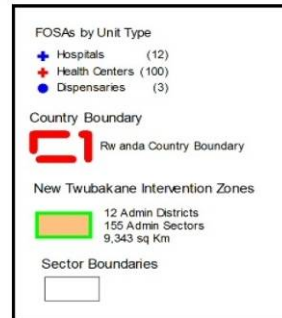 FOSAs by Unit Type
Hospitals (12)
Health Centers (100)
Dispensaries (3)
Country Boundary
Rw anda Country Boundary
New Twubakane Intervention Zones
12 Admin Districts
155 Admin Sectors
9,343 sq Km
Sector Boundaries